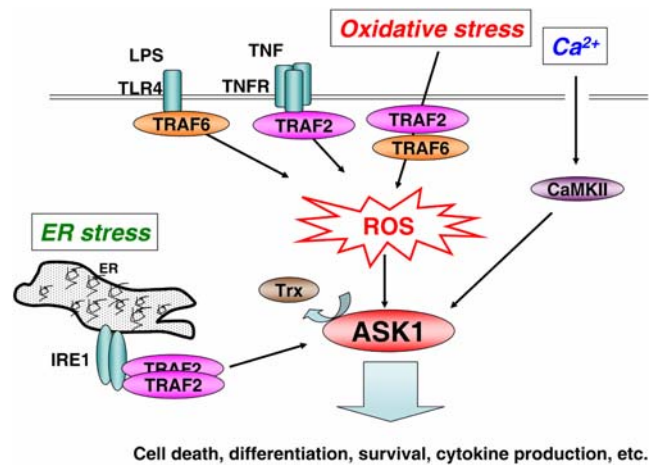 Oxidative stress
Ca2+
LPS
TNF
TLR4
TNFR
TRAF6
TRAF2
TRAF2
TRAF6
CaMKII
ROS
ER stress
ER
Trx
ASK1
IRE1
TRAF2
TRAF2
Cell death, differentiation, survival, cytokine production, etc.